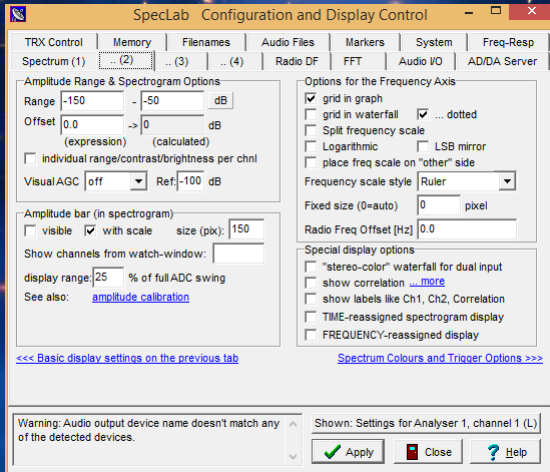 SpecLab Configuration and Display Control
TRX Control Memory Filenames Audio Files Markers System Freq-Resp
Spectrum (1) .. (2) .. (3) .. (4) Radio DF FFT Audio I/O AD/DA Server
Amplitude Range & Spectrogram Options
Range -150 - -50 dB
Offset 0.0 -> 0 dB
(expression) (calculated)
individual range/contrast/brightness per chnl
Visual AGC off Ref: -100 dB
Amplitude bar (in spectrogram)
visible with scale size (pix): 150
Show channels from watch-window:
display range: 25 % of full ADC swing
See also: amplitude calibration
Options for the Frequency Axis
grid in graph
grid in waterfall ... dotted
Split frequency scale
Logarithmic LSB mirror
place freq scale on "other" side
Frequency scale style Ruler
Fixed size (0=auto) 0 pixel
Radio Freq Offset [Hz] 0.0
Special display options
"stereo-color" waterfall for dual input
show correlation ... more
show labels like Ch1, Ch2, Correlation
TIME-reassigned spectrogram display
FREQUENCY-reassigned display
<<< Basic display settings on the previous tab
Spectrum Colours and Trigger Options >>>
Warning: Audio output device name doesn't match any
of the detected devices.
Shown: Settings for Analyser 1, channel 1 (L)
Apply Close ? Help